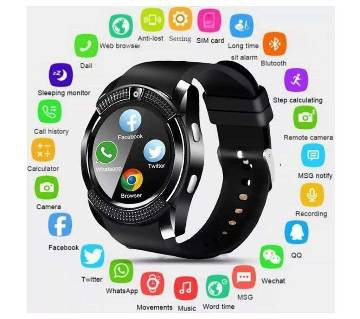 Anti-lost
Setting
SIM card
Web browser
Long time
sit alarm
Dail
Blutooth
Sleeping monitor
Step calculating
Call history
Remote camera
Calculator
MSG notify
Camera
Recording
Facebook
QQ
Twitter
Wechat
WhatsApp
MSG
Movements
Music
Word time
Facebook
WhatsAPP
Twitter
Browser